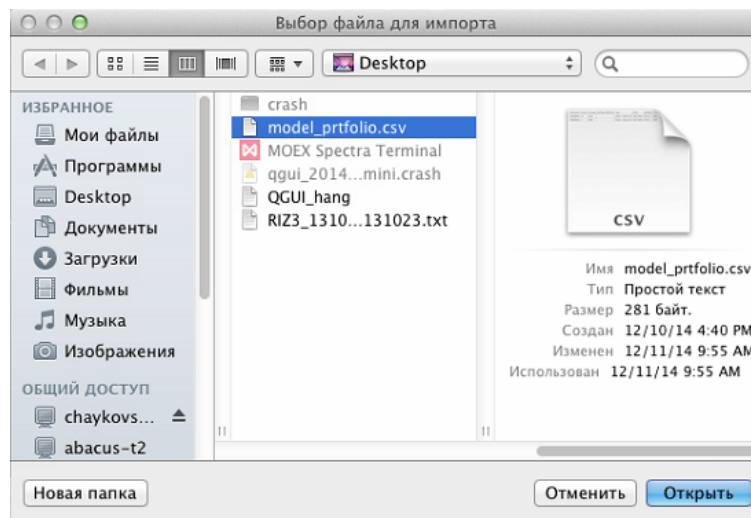 Выбор файла для импорта
Desktop
ИЗБРАННОЕ
Мои файлы
Программы
Desktop
Документы
Загрузки
Фильмы
Музыка
Изображения
ОБЩИЙ ДОСТУП
chaykovs...
abacus-t2
crash
model_prtfolio.csv
MOEX Spectra Terminal
qgui_2014...mini.crash
QGUI_hang
RIZ3_1310...131023.txt
CSV
Имя model_prtfolio.csv
Тип Простой текст
Размер 281 байт.
Создан 12/10/14 4:40 PM
Изменен 12/11/14 9:55 AM
Использован 12/11/14 9:55 AM
Новая папка
Отменить
Открыть